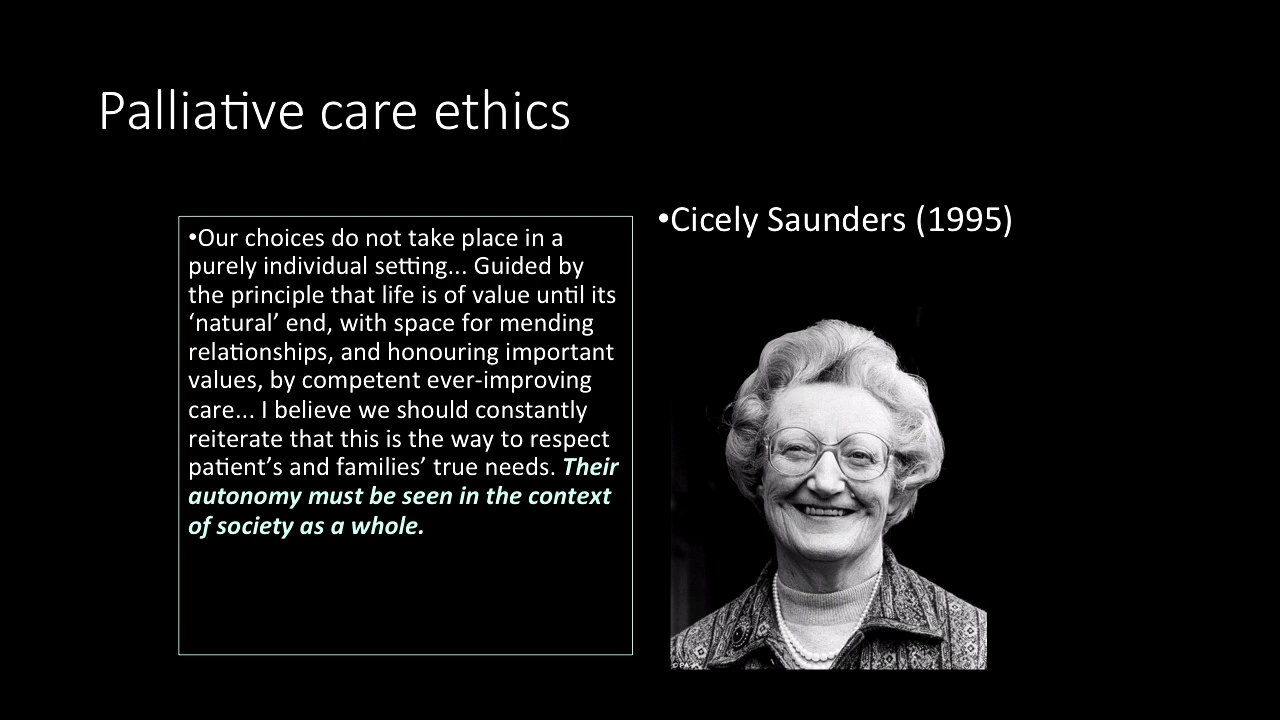 Palliative care ethics
•Our choices do not take place in a
purely individual setting... Guided by
the principle that life is of value until its
‘natural’ end, with space for mending
relationships, and honouring important
values, by competent ever-improving
care... I believe we should constantly
reiterate that this is the way to respect
patient’s and families’ true needs. Their
autonomy must be seen in the context
of society as a whole.
•Cicely Saunders (1995)
©PA